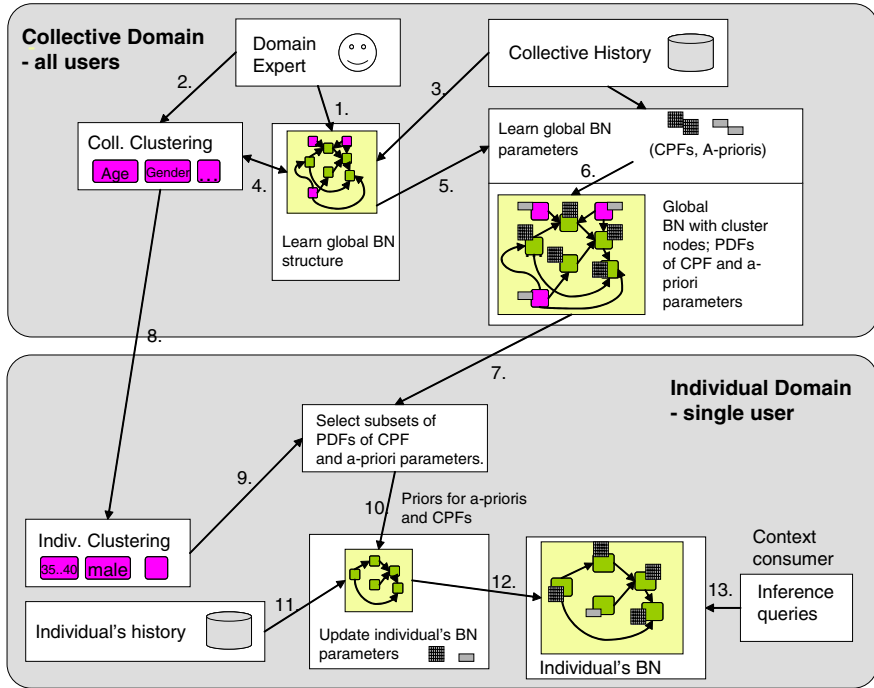 Collective Domain
- all users
Domain
Expert
Collective History
2.
1.
3.
Coll. Clustering
Age
Gender
...
4.
5.
Learn global BN
structure
Learn global BN
parameters
(CPFs, A-prioris)
6.
Global
BN with cluster
nodes; PDFs
of CPF and a-
priori
parameters
8.
7.
Individual Domain
- single user
Select subsets of
PDFs of CPF
and a-priori parameters.
9.
10.
Priors for a-prioris
and CPFs
Indiv. Clustering
35..40
male
Individual's history
11.
Update individual's BN
parameters
12.
Individual's BN
13.
Context
consumer
Inference
queries